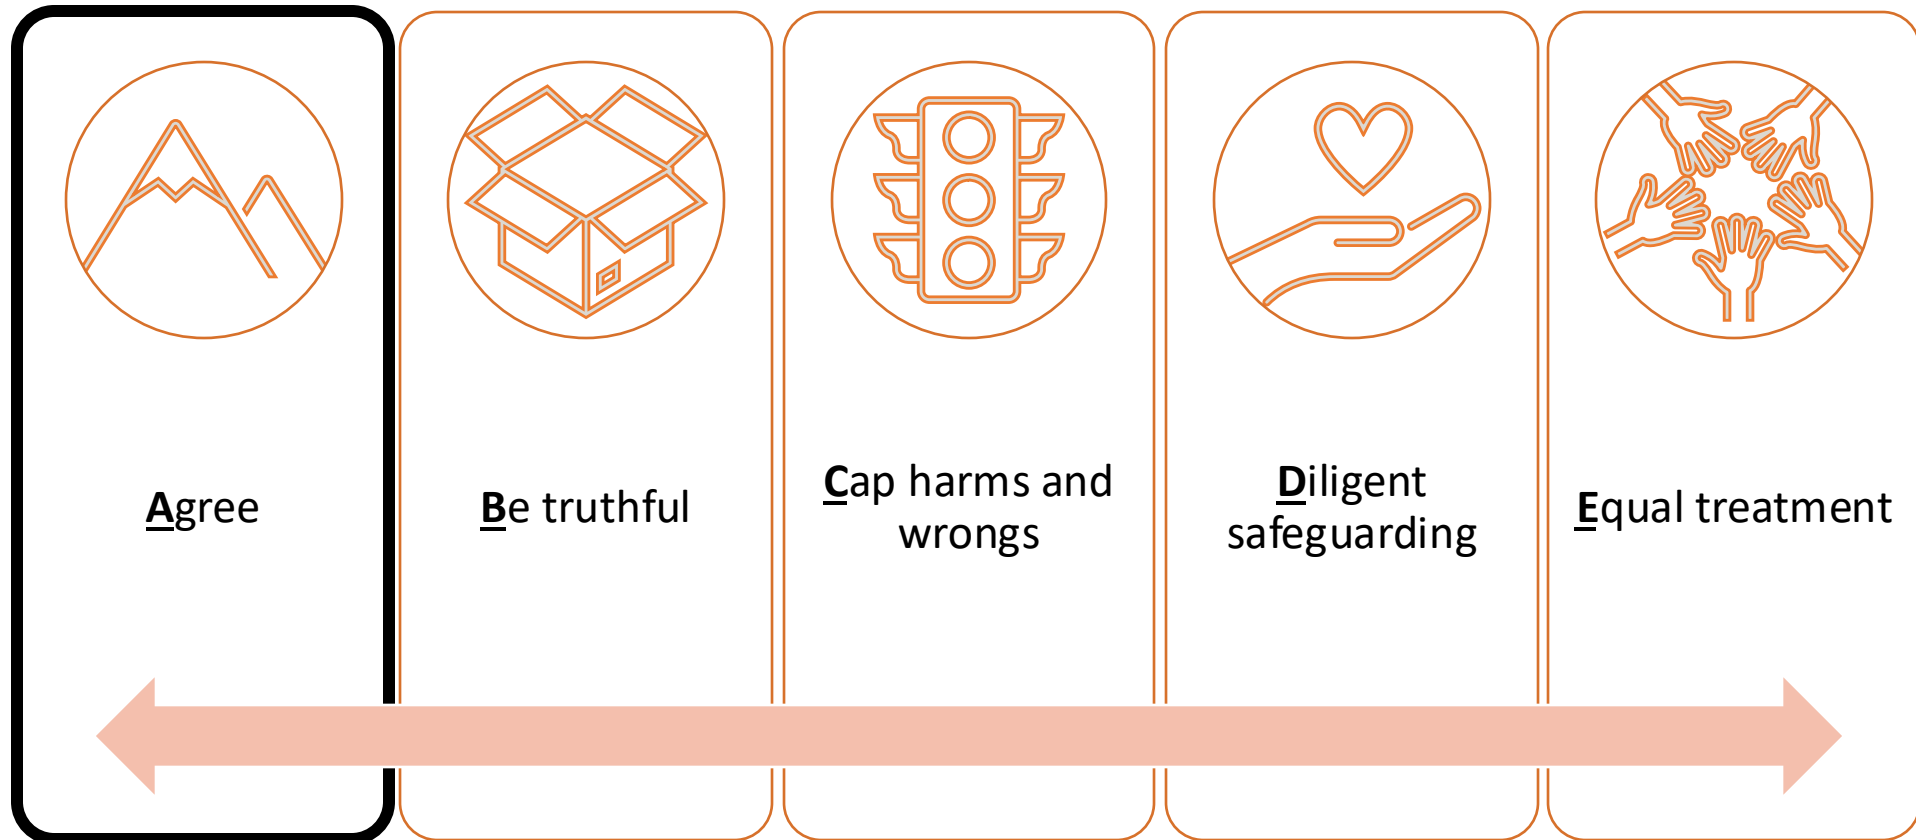 Agree
Be truthful
Cap harms and
wrongs
Diligent
safeguarding
Equal treatment